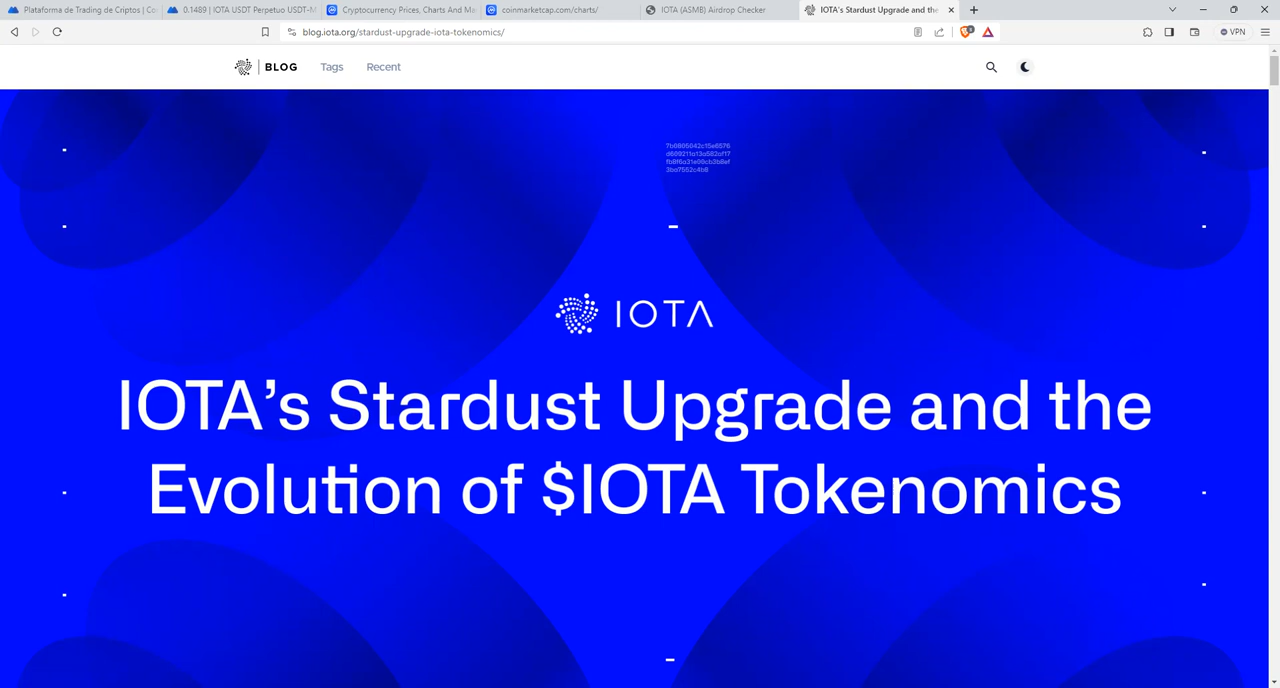 Plataforma de Trading de Criptos | Co
0.1489 | IOTA USDT Perpetuo USDT-M
Cryptocurrency Prices, Charts And Ma
coinmarketcap.com/charts/
IOTA (ASMB) Airdrop Checker
IOTA's Stardust Upgrade and the
blog.iota.org/stardust-upgrade-iota-tokenomics/
VPN
BLOG Tags Recent
IOTA
IOTA's Stardust Upgrade and the
Evolution of $IOTA Tokenomics